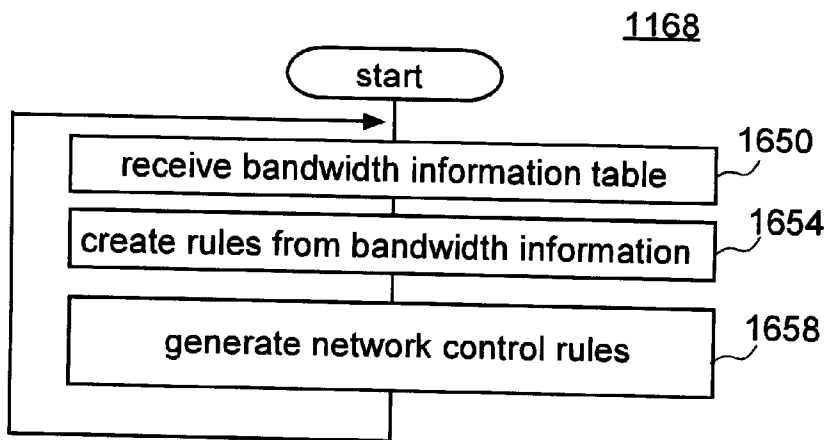 1168
start
receive bandwidth information table
1650
create rules from bandwidth information
1654
generate network control rules
1658